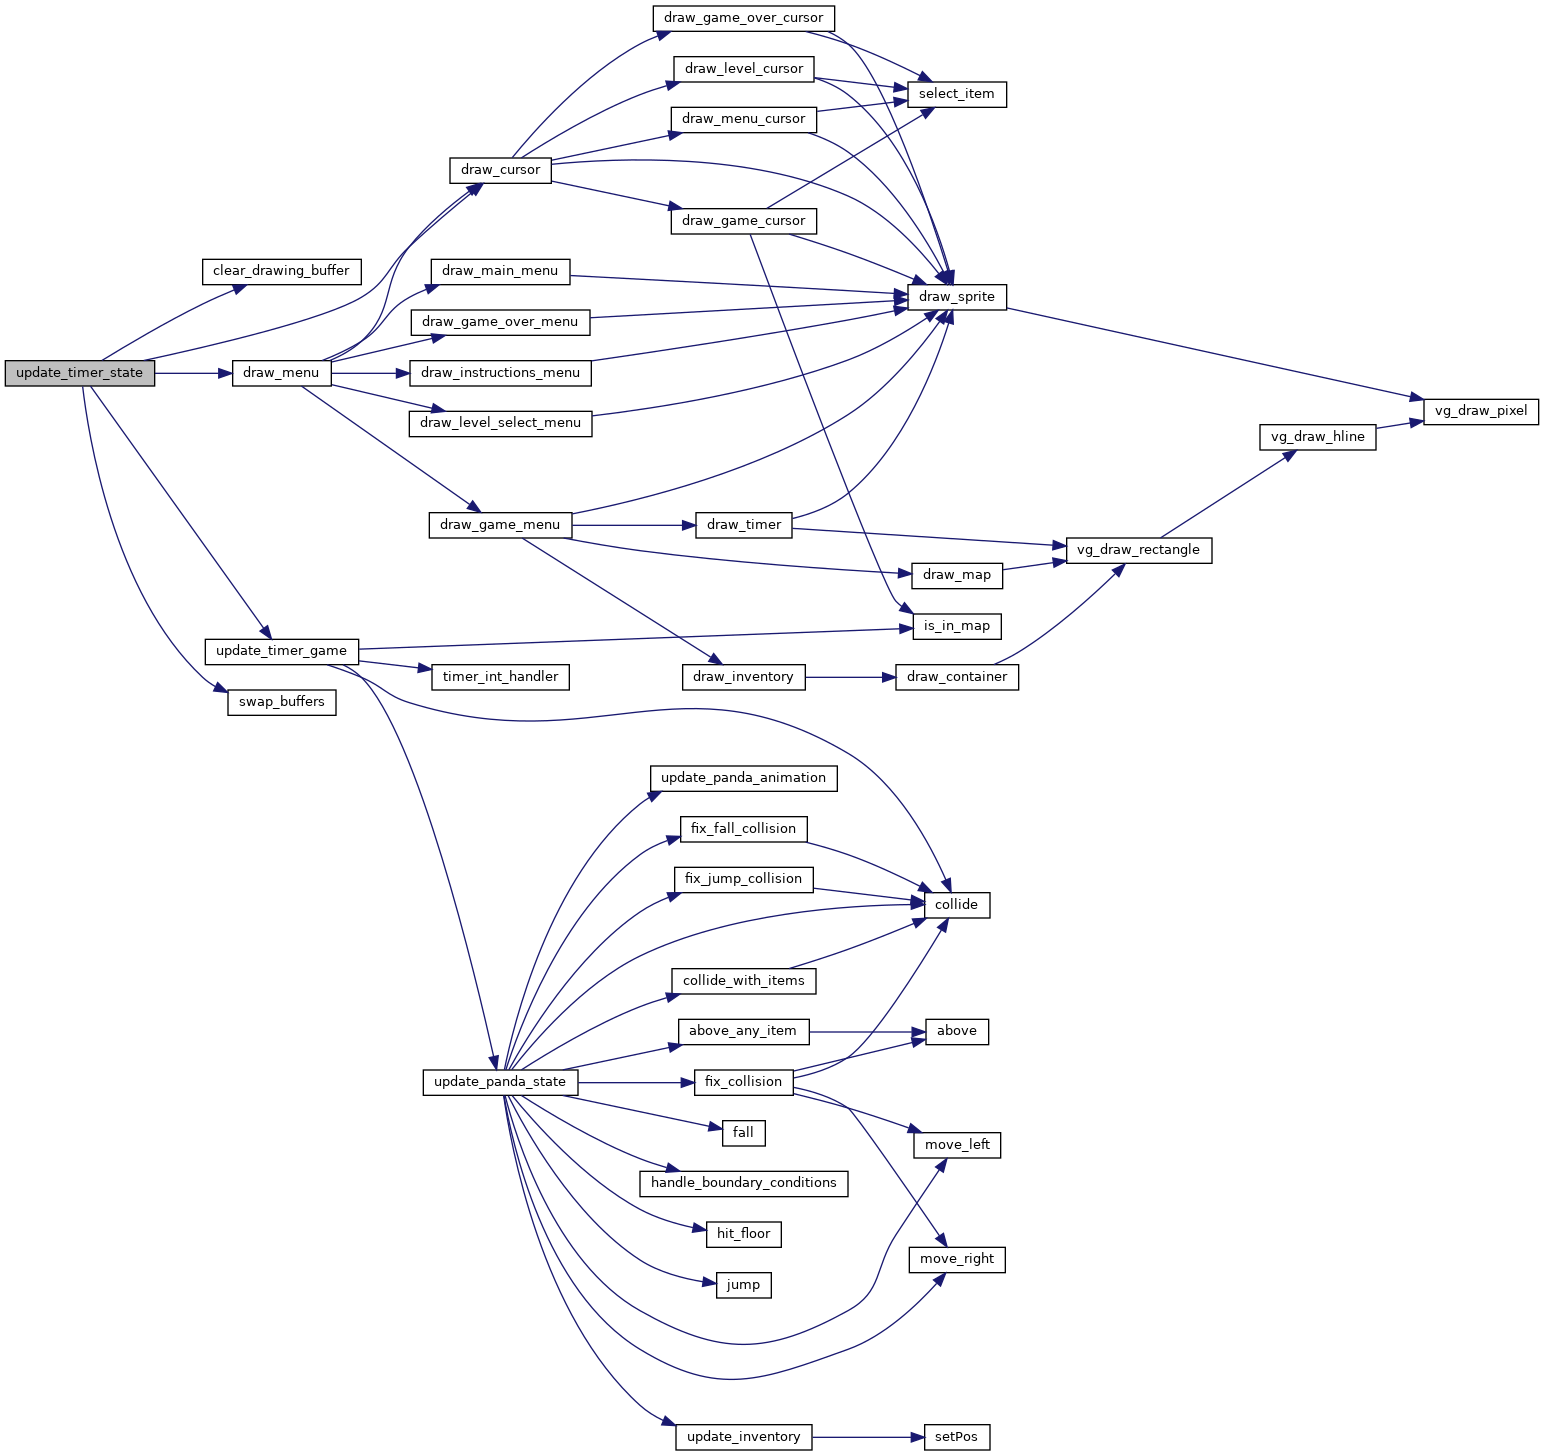 draw_game_over_cursor
draw_level_cursor
select_item
draw_menu_cursor
draw_cursor
draw_game_cursor
clear_drawing_buffer
draw_main_menu
draw_sprite
draw_game_over_menu
update_timer_state
draw_menu
draw_instructions_menu
vg_draw_pixel
draw_level_select_menu
vg_draw_hline
draw_game_menu
draw_timer
vg_draw_rectangle
draw_map
is_in_map
update_timer_game
timer_int_handler
draw_inventory
draw_container
swap_buffers
update_panda_animation
fix_fall_collision
fix_jump_collision
collide
collide_with_items
above_any_item
above
update_panda_state
fix_collision
fall
move_left
handle_boundary_conditions
hit_floor
move_right
jump
update_inventory
setPos